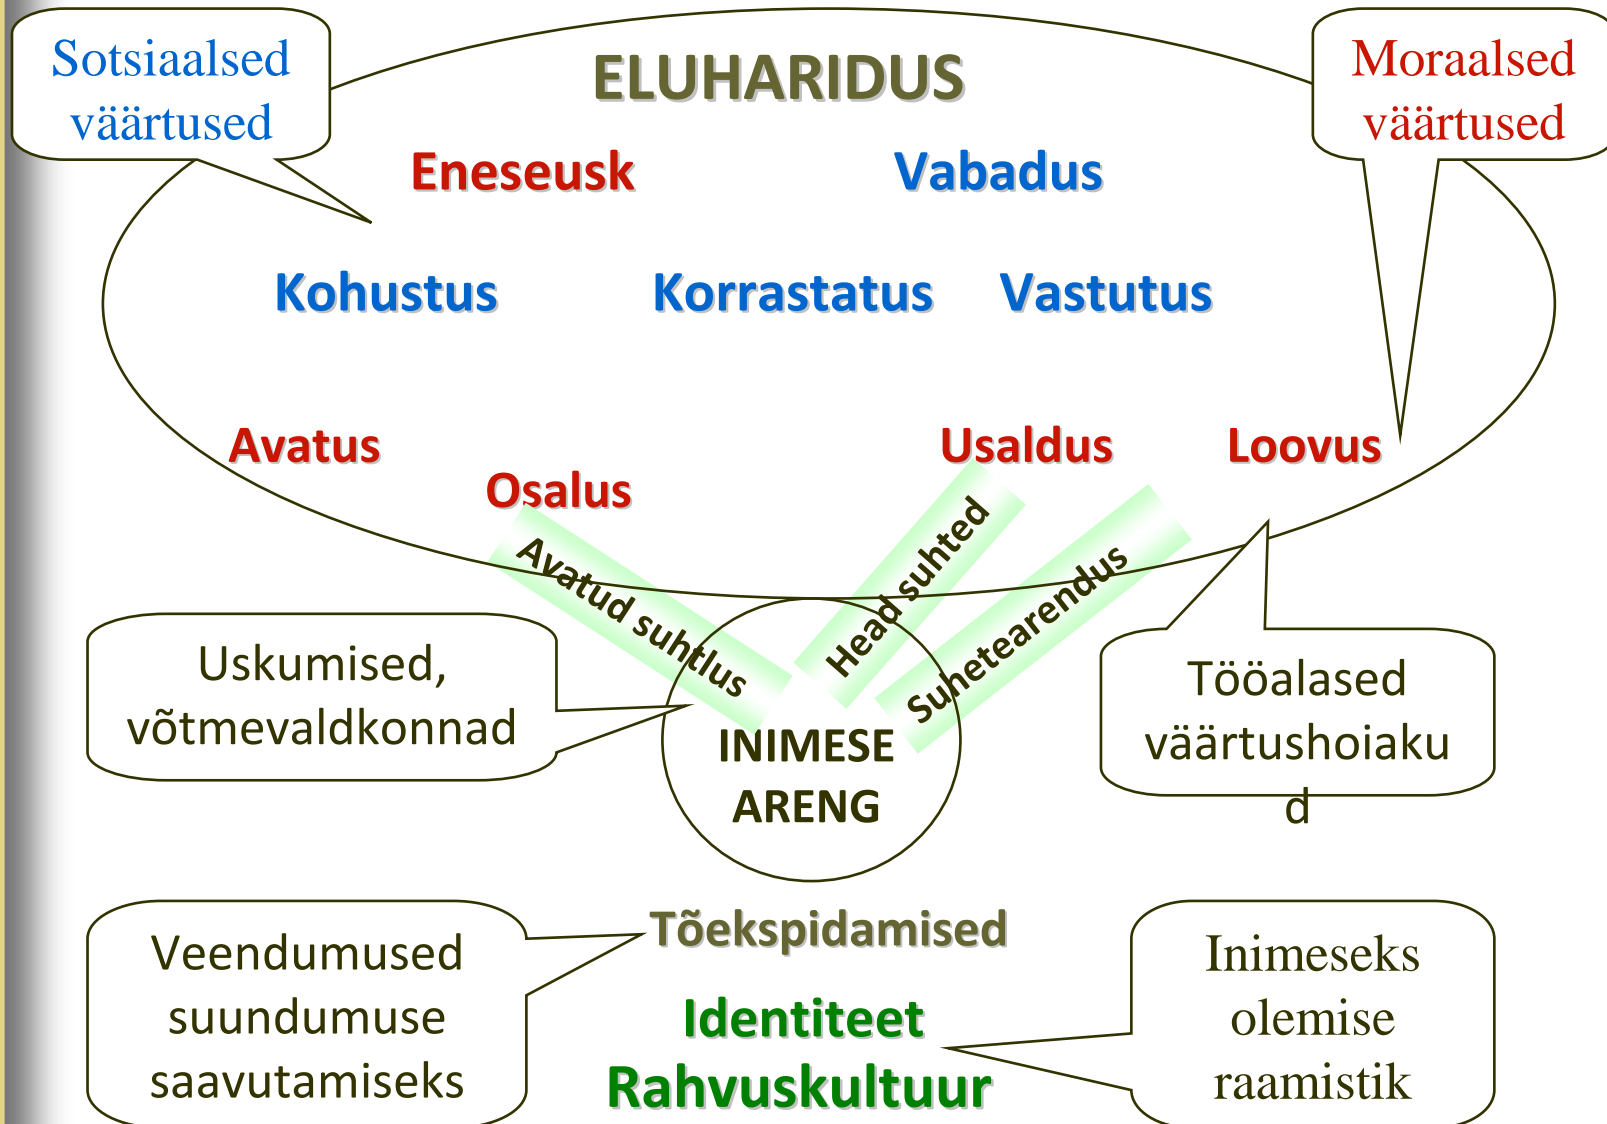 Sotsiaalsed
väärtused
ELUHARIDUS
Moraalsed
väärtused
Eneseusk
Vabadus
Kohustus
Korrastatus
Vastutus
Avatus
Osalus
Usaldus
Loovus
Avatud suhtlus
Head suhted
Suhetearendus
Uskumised,
võtmevaldkonnad
INIMESE
ARENG
Tööalased
väärtushoiaku
d
Veendumused
suundumuse
saavutamiseks
Tõekspidamised
Identiteet
Rahvuskultuur
Inimeseks
olemise
raamistik